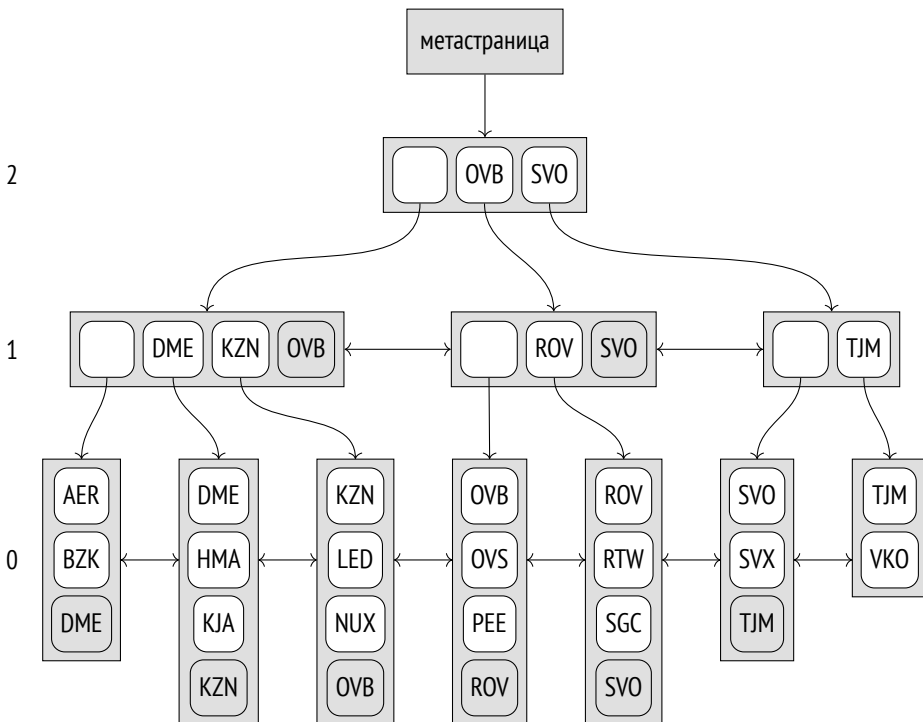 метастраница
2
OVB SVO
1
DME KZN OVB
ROV SVO
TJM
0
AER
BZK
DME
DME
HMA
KJA
KZN
KZN
LED
NUX
OVB
OVB
OVS
PEE
ROV
ROV
RTW
SGC
SVO
SVO
SVX
TJM
TJM
VKO